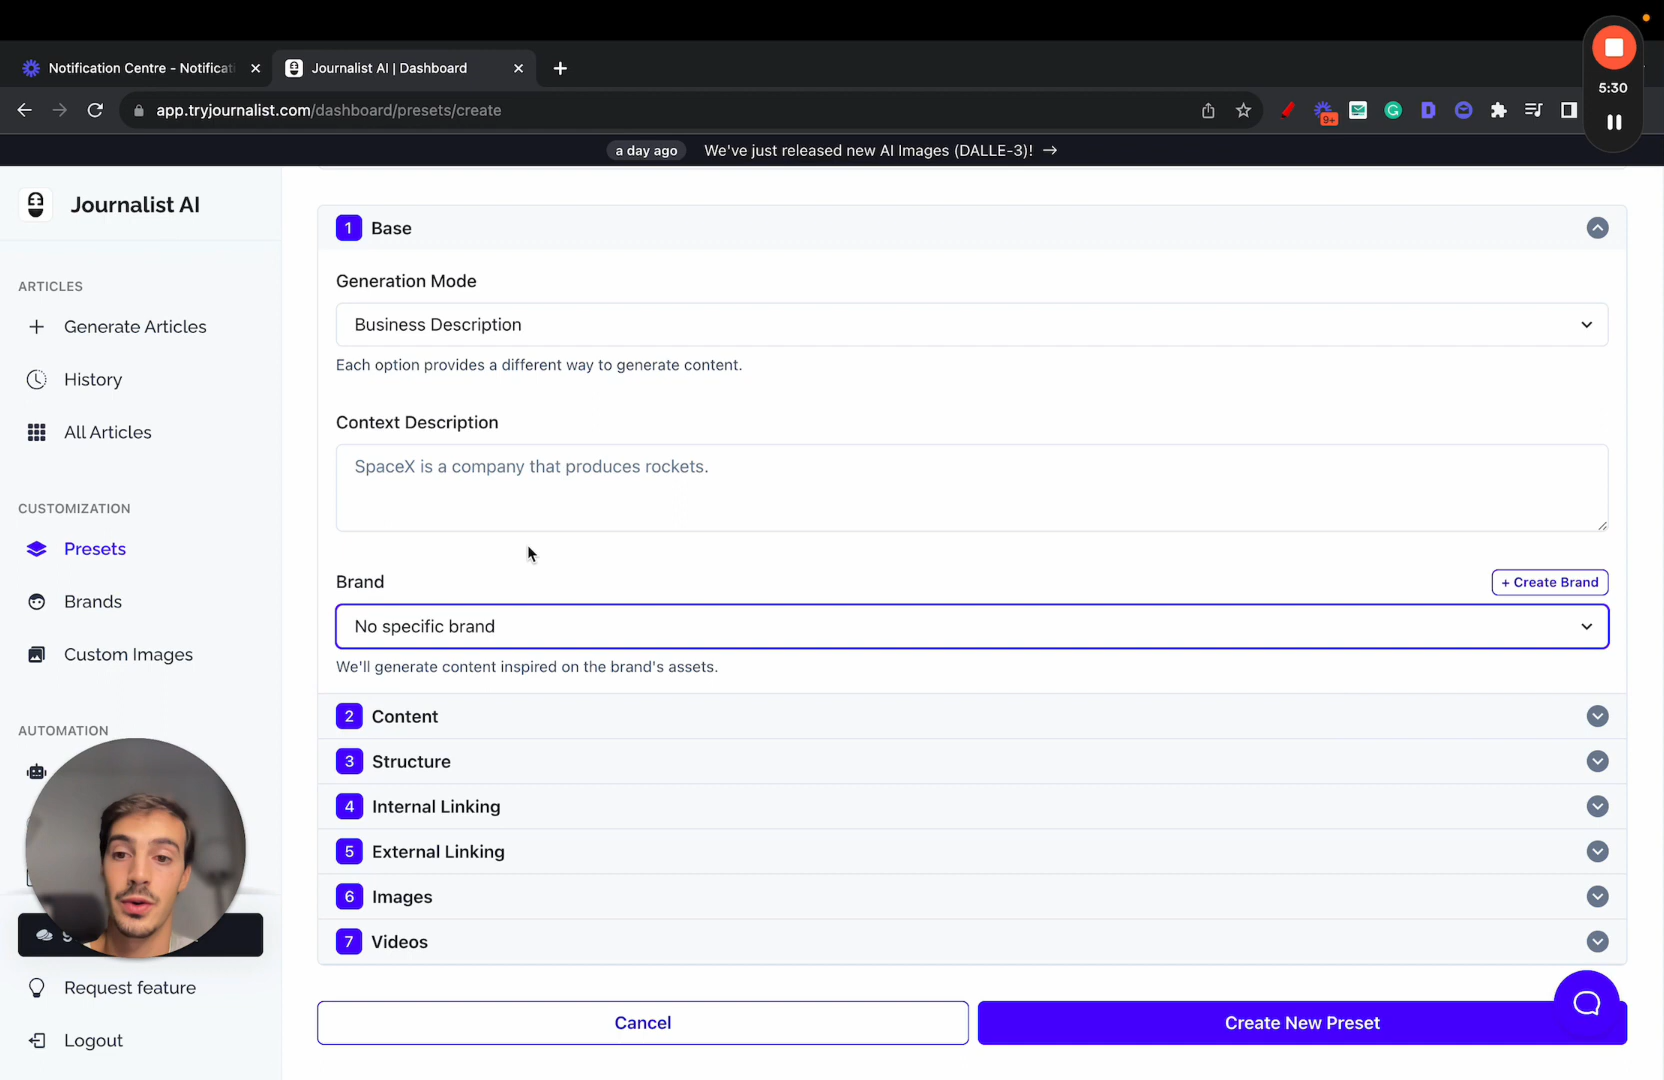 Notification Centre - Notificati
Journalist AI | Dashboard
5:30
app.tryjournalist.com/dashboard/presets/create
9+
a day ago We've just released new AI Images (DALLE-3)! →
Journalist AI
ARTICLES
Generate Articles
History
All Articles
CUSTOMIZATION
Presets
Brands
Custom Images
AUTOMATION
Request feature
Logout
1 Base
Generation Mode
Business Description
Each option provides a different way to generate content.
Context Description
SpaceX is a company that produces rockets.
Brand
+ Create Brand
No specific brand
We'll generate content inspired on the brand's assets.
2 Content
3 Structure
4 Internal Linking
5 External Linking
6 Images
7 Videos
Cancel
Create New Preset